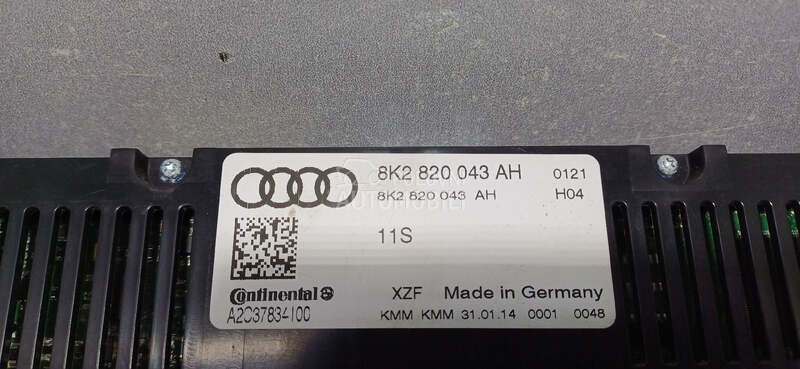 8K2 820 043 AH 0121
8K2 820 043 AH H04
AUTOMOBILI
11S
Continental XZF Made in Germany
A2C37834100 KMM KMM 31.01.14 0001 0048